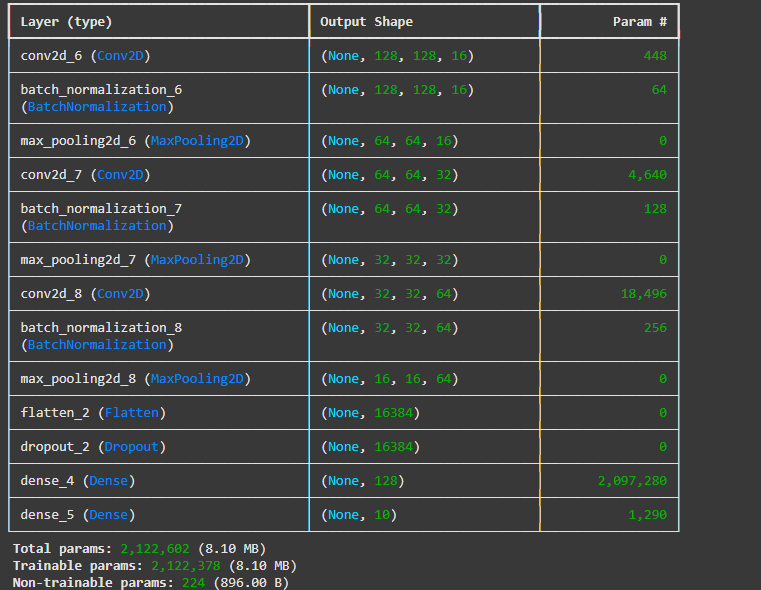 Layer (type) Output Shape Param #
conv2d_6 (Conv2D) (None, 128, 128, 16) 448
batch_normalization_6 (None, 128, 128, 16) 64
(BatchNormalization)
max_pooling2d_6 (MaxPooling2D) (None, 64, 64, 16) 0
conv2d_7 (Conv2D) (None, 64, 64, 32) 4,640
batch_normalization_7 (None, 64, 64, 32) 128
(BatchNormalization)
max_pooling2d_7 (MaxPooling2D) (None, 32, 32, 32) 0
conv2d_8 (Conv2D) (None, 32, 32, 64) 18,496
batch_normalization_8 (None, 32, 32, 64) 256
(BatchNormalization)
max_pooling2d_8 (MaxPooling2D) (None, 16, 16, 64) 0
flatten_2 (Flatten) (None, 16384) 0
dropout_2 (Dropout) (None, 16384) 0
dense_4 (Dense) (None, 128) 2,097,280
dense_5 (Dense) (None, 10) 1,290
Total params: 2,122,602 (8.10 MB)
Trainable params: 2,122,378 (8.10 MB)
Non-trainable params: 224 (896.00 B)